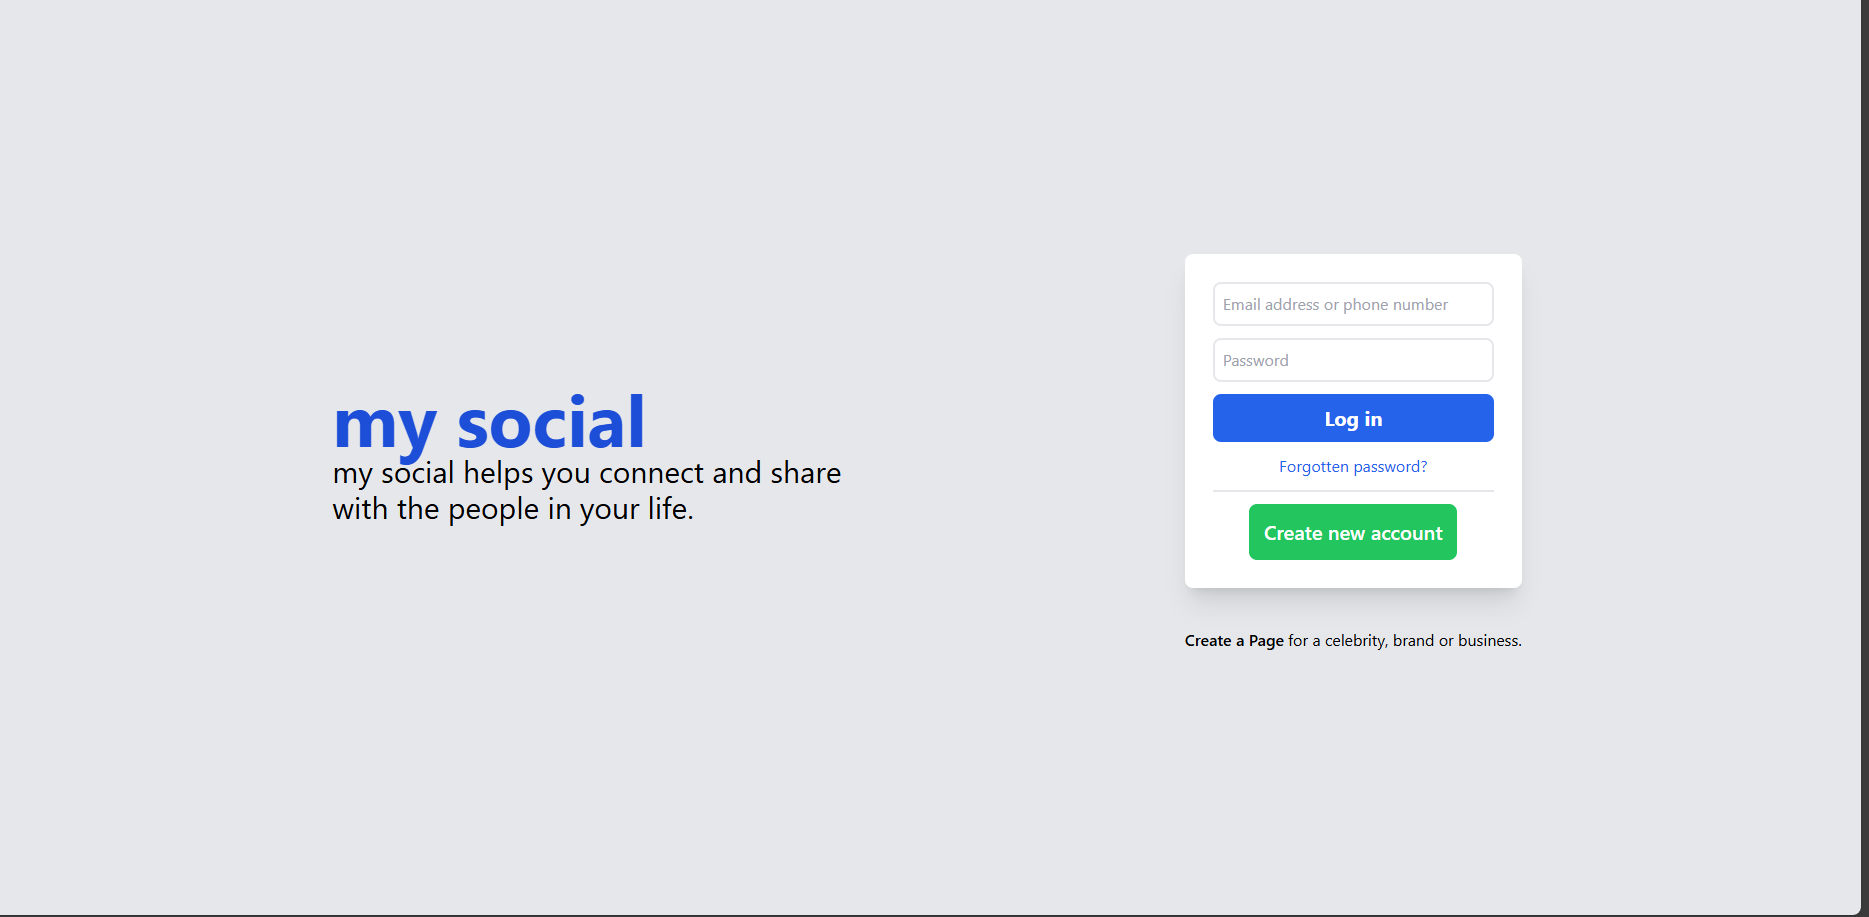 my social
my social helps you connect and share
with the people in your life.
Email address or phone number
Password
Log in
Forgotten password?
Create new account
Create a Page for a celebrity, brand or business.